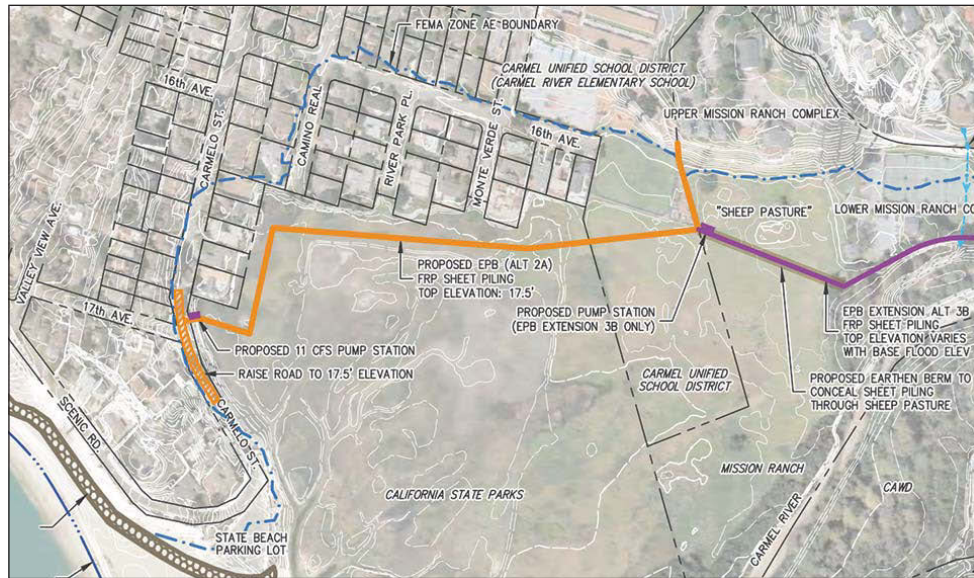 FEMA ZONE AE BOUNDARY
CARMEL UNIFIED SCHOOL DISTRICT
(CARMEL RIVER ELEMENTARY SCHOOL)
16th AVE.
CARMELO ST.
CAMINO REAL
RIVER PARK PL.
MONTE VERDE ST.
16th AVE.
UPPER MISSION RANCH COMPLEX
"SHEEP PASTURE"
LOWER MISSION RANCH CO
VALLEY VIEW AVE.
17th AVE.
PROPOSED EPB (ALT 2A)
FRP SHEET PILING
TOP ELEVATION: 17.5'
PROPOSED PUMP STATION
(EPB EXTENSION 3B ONLY)
EPB EXTENSION ALT 3B
FRP SHEET PILING
TOP ELEVATION VARIES
WITH BASE FLOOD ELEV
PROPOSED 11 CFS PUMP STATION
RAISE ROAD TO 17.5' ELEVATION
CARMEL UNIFIED
SCHOOL DISTRICT
PROPOSED EARTHEN BERM TO
CONCEAL SHEET PILING
THROUGH SHEEP PASTURE
SCENIC RD.
CARMELO ST.
CALIFORNIA STATE PARKS
MISSION RANCH
CAWD
CARMEL RIVER
STATE BEACH
PARKING LOT